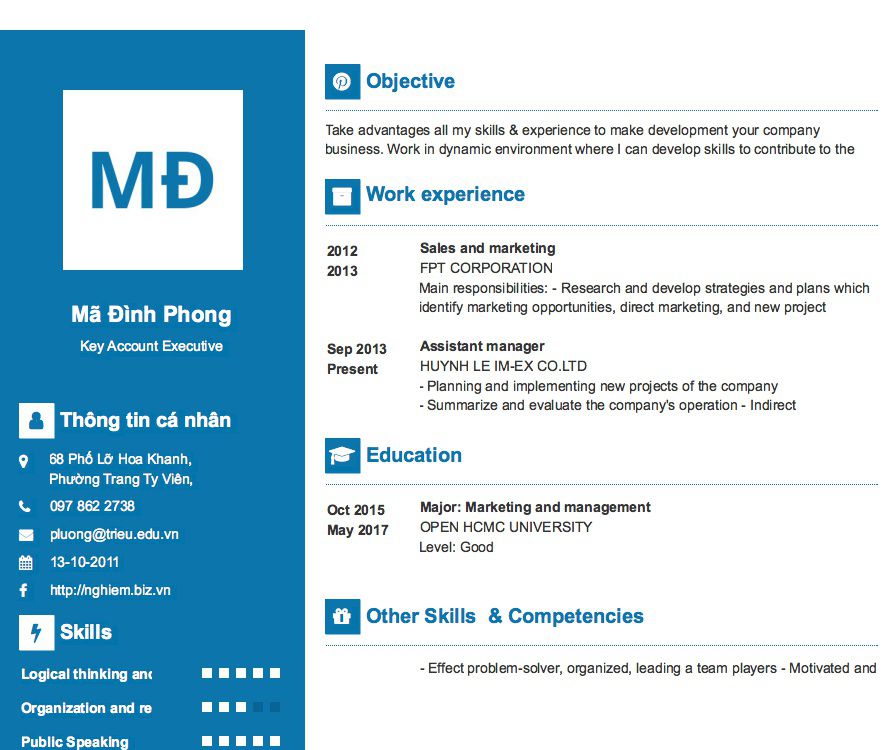 MĐ
Mã Đình Phong
Key Account Executive
Thông tin cá nhân
68 Phố Lỡ Hoa Khanh,
Phường Trang Ty Viên,
097 862 2738
pluong@trieu.edu.vn
13-10-2011
http://nghiem.biz.vn
Skills
Logical thinking and
Organization and re
Public Speaking
Objective
Take advantages all my skills & experience to make development your company
business. Work in dynamic environment where I can develop skills to contribute to the
Work experience
2012
2013
Sales and marketing
FPT CORPORATION
Main responsibilities: - Research and develop strategies and plans which
identify marketing opportunities, direct marketing, and new project
Sep 2013
Present
Assistant manager
HUYNH LE IM-EX CO.LTD
- Planning and implementing new projects of the company
- Summarize and evaluate the company's operation - Indirect
Education
Oct 2015
May 2017
Major: Marketing and management
OPEN HCMC UNIVERSITY
Level: Good
Other Skills & Competencies
- Effect problem-solver, organized, leading a team players - Motivated and